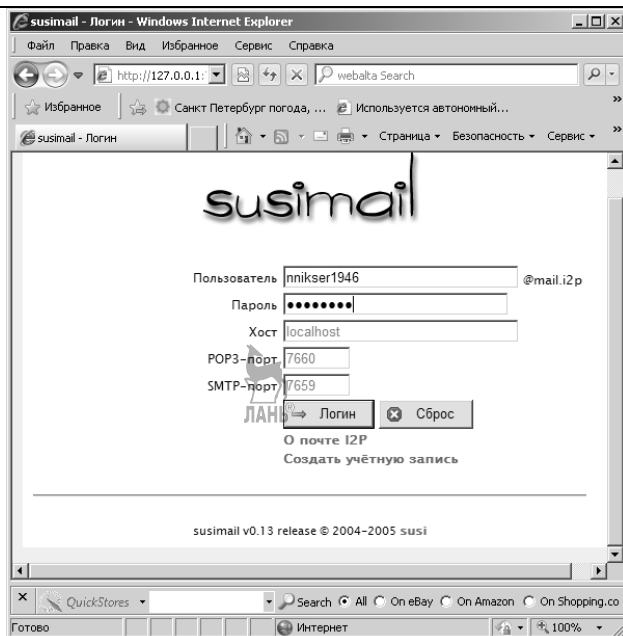 susimail - Логин - Windows Internet Explorer
Файл Правка Вид Избранное Сервис Справка
http://127.0.0.1: webalta Search
Избранное Санкт Петербург погода, ... Используется автономный... »
susimail - Логин Страница Безопасность Сервис »
susimail
Пользователь nnikser1946 @mail.i2p
Пароль ••••••••
Хост localhost
POP3-порт 7660
SMTP-порт 7659
ЛАНЬ® Логин Сброс
О почте I2P
Создать учётную запись
susimail v0.13 release © 2004-2005 susi
× QuickStores Search All On eBay On Amazon On Shopping.co
Готово Интернет 100%